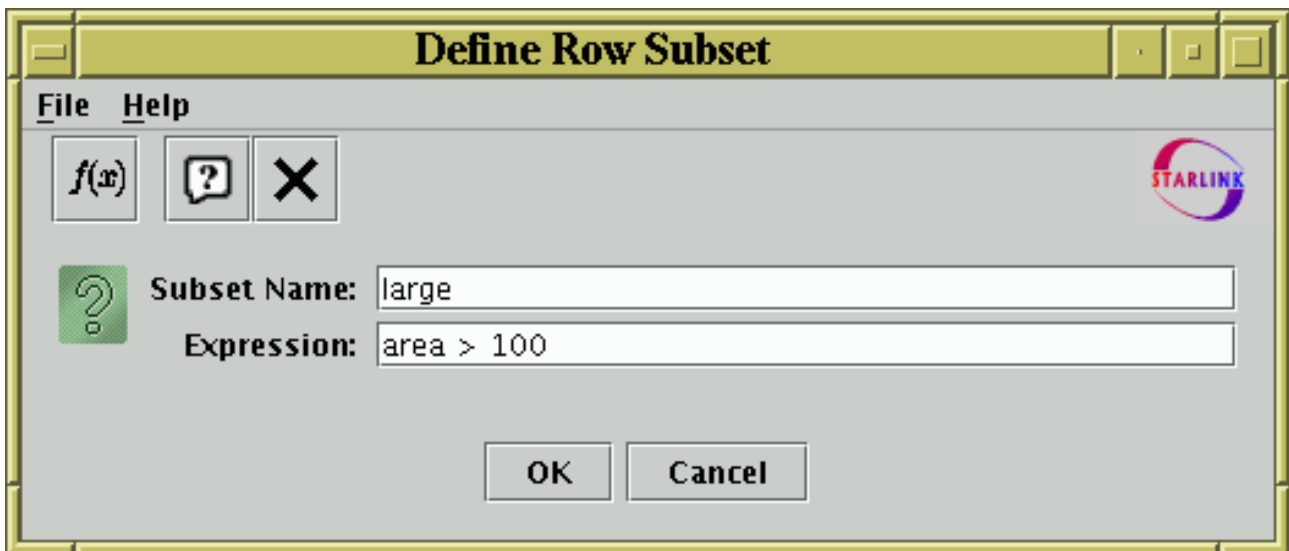 Define Row Subset
File Help
f(x) ?
STARLINK
? Subset Name: large
Expression: area > 100
OK Cancel